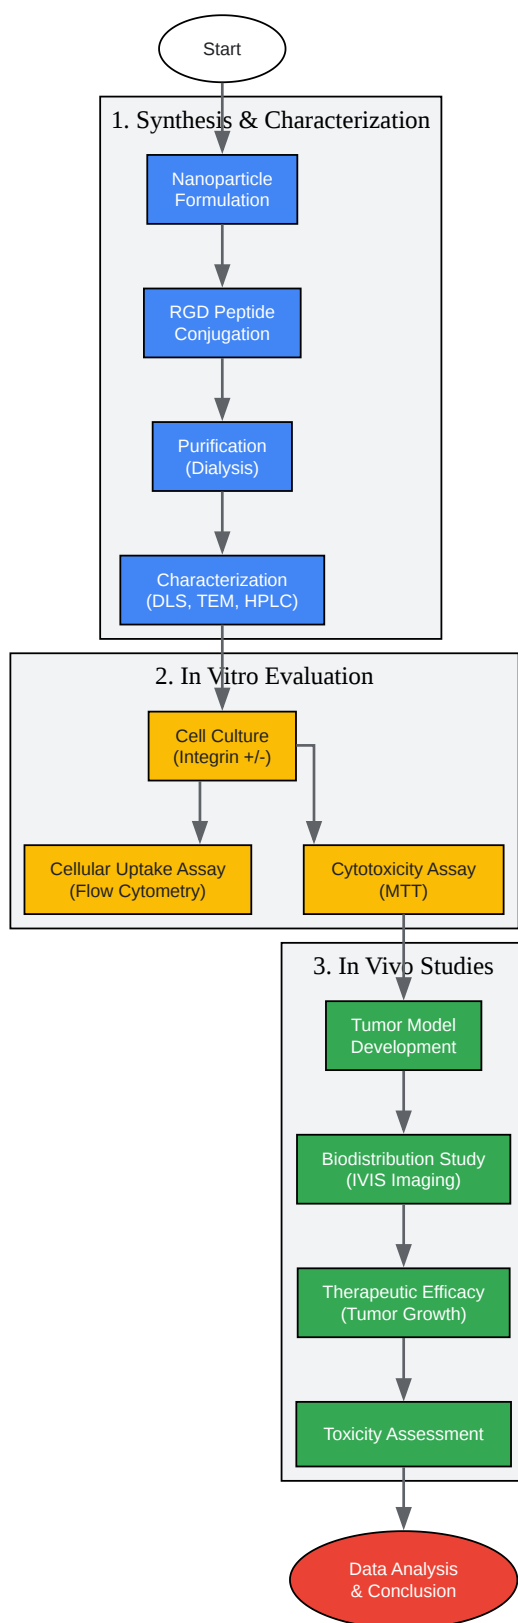 Start
1. Synthesis & Characterization
Nanoparticle
Formulation
RGD Peptide
Conjugation
Purification
(Dialysis)
Characterization
(DLS, TEM, HPLC)
2. In Vitro Evaluation
Cell Culture
(Integrin +/-)
Cellular Uptake Assay
(Flow Cytometry)
Cytotoxicity Assay
(MTT)
3. In Vivo Studies
Tumor Model
Development
Biodistribution Study
(IVIS Imaging)
Therapeutic Efficacy
(Tumor Growth)
Toxicity Assessment
Data Analysis
& Conclusion